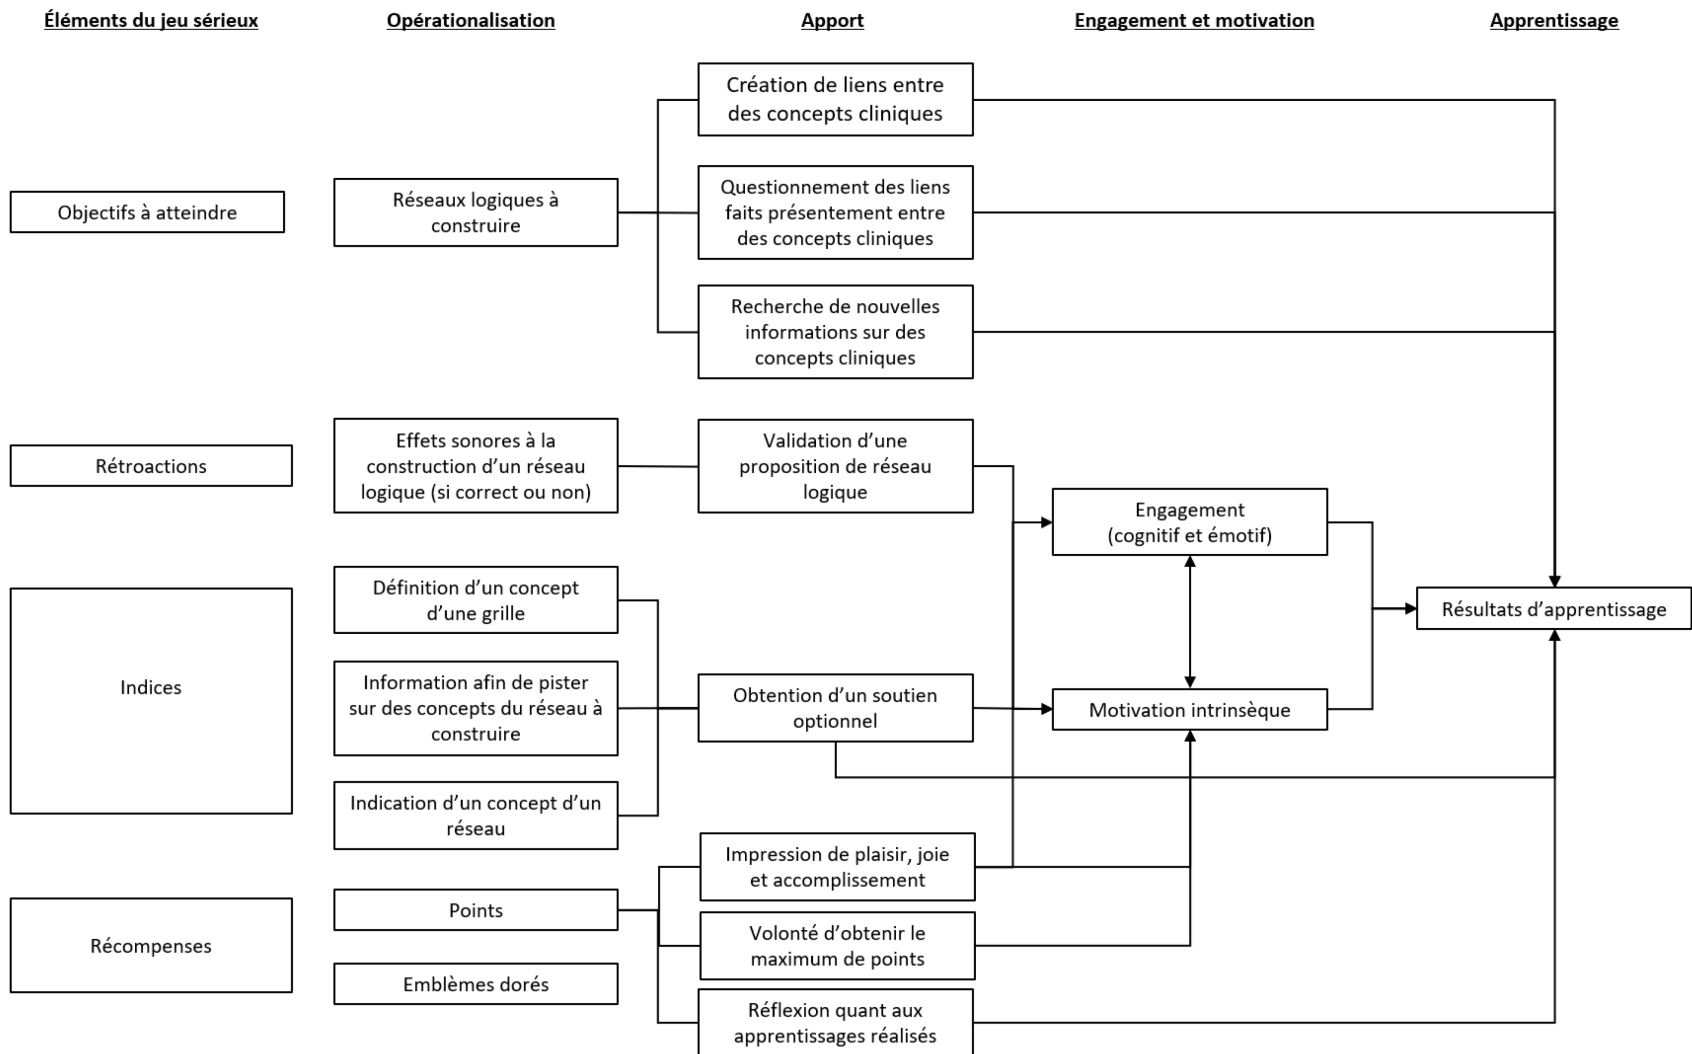 Éléments du jeu sérieux
Opérationalisation
Apport
Engagement et motivation
Apprentissage
Création de liens entre
des concepts cliniques
Objectifs à atteindre
Réseaux logiques à
construire
Questionnement des liens
faits présentement entre
des concepts cliniques
Recherche de nouvelles
informations sur des
concepts cliniques
Rétroactions
Effets sonores à la
construction d’un réseau
logique (si correct ou non)
Validation d’une
proposition de réseau
logique
Engagement
(cognitif et émotif)
Indices
Définition d’un concept
d’une grille
Information afin de pister
sur des concepts du réseau à
construire
Indication d’un concept d’un
réseau
Obtention d’un soutien
optionnel
Motivation intrinsèque
Résultats d’apprentissage
Récompenses
Points
Emblèmes dorés
Impression de plaisir, joie
et accomplissement
Volonté d’obtenir le
maximum de points
Réflexion quant aux
apprentissages réalisés